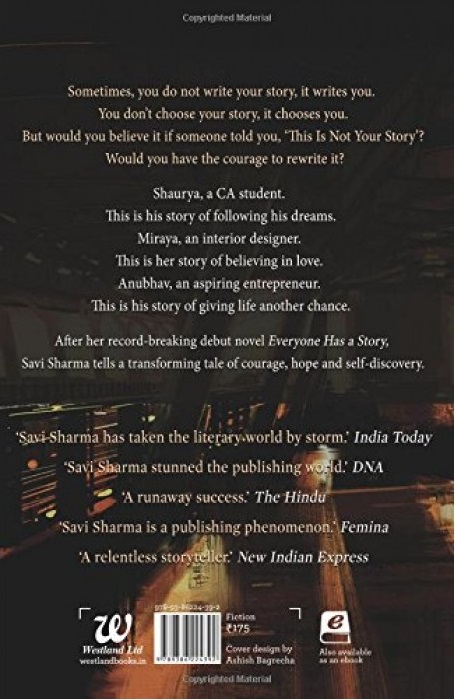 Copyrighted Material
Sometimes, you do not write your story, it writes you.
You don't choose your story, it chooses you.
But would you believe it if someone told you, 'This Is Not Your Story'?
Would you have the courage to rewrite it?
Shaurya, a CA student.
This is his story of following his dreams.
Miraya, an interior designer.
This is her story of believing in love.
Anubhav, an aspiring entrepreneur.
This is his story of giving life another chance.
After her record-breaking debut novel Everyone Has a Story,
Savi Sharma tells a transforming tale of courage, hope and self-discovery.
'Savi Sharma has taken the literary world by storm.' India Today
'Savi Sharma stunned the publishing world.' DNA
'A runaway success.' The Hindu
'Savi Sharma is a publishing phenomenon.' Femina
'A relentless storyteller.' New Indian Express
W
Westland Ltd
westlandbooks.in
978-93-86224-39-2
9789386224392
Fiction
₹175
Cover design by
Ashish Bagrecha
e
Also available
as an ebook
Copyrighted Material